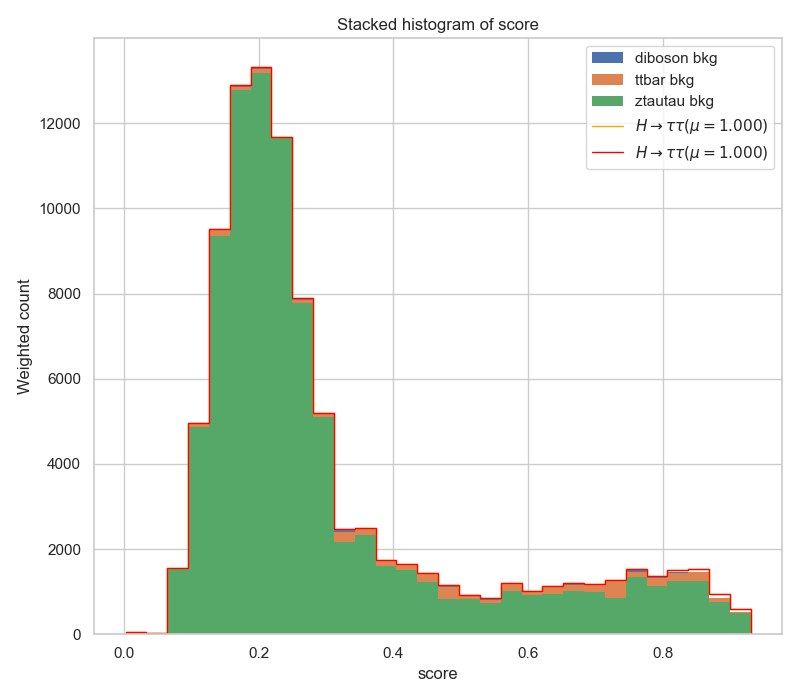 Stacked histogram of score
diboson bkg
ttbar bkg
ztautau bkg
H → ττ(μ = 1.000)
H → ττ(μ = 1.000)
Weighted count
12000
10000
8000
6000
4000
2000
0
0.0 0.2 0.4 0.6 0.8
score